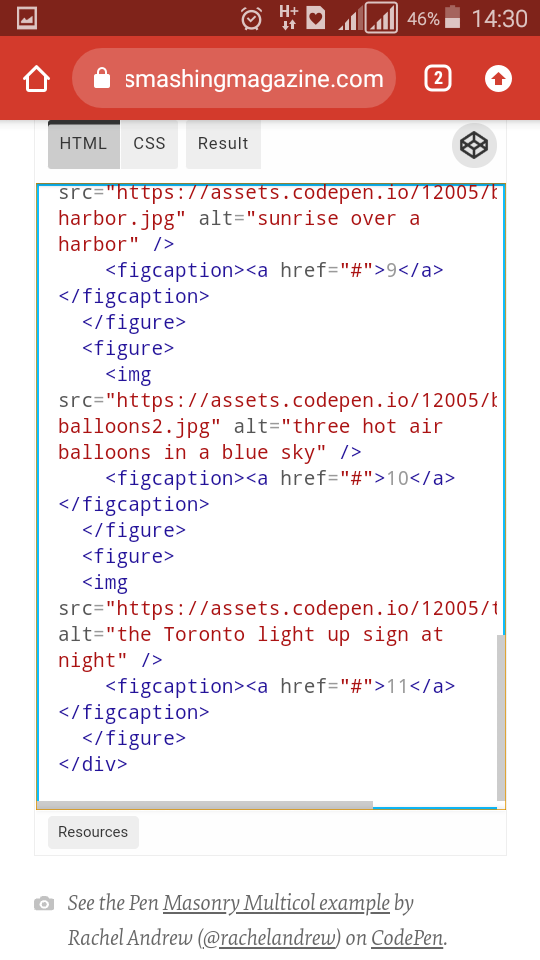 H+ 46% 14:30
smashingmagazine.com 2
HTML CSS Result
src="https://assets.codepen.io/12005/
harbor.jpg" alt="sunrise over a
harbor" />
<figcaption><a href="#">9</a>
</figcaption>
</figure>
<figure>
<img
src="https://assets.codepen.io/12005/
balloons2.jpg" alt="three hot air
balloons in a blue sky" />
<figcaption><a href="#">10</a>
</figcaption>
</figure>
<figure>
<img
src="https://assets.codepen.io/12005/
alt="the Toronto light up sign at
night" />
<figcaption><a href="#">11</a>
</figcaption>
</figure>
</div>
Resources
See the Pen Masonry Multicol example by
Rachel Andrew (@rachelandrew) on CodePen.